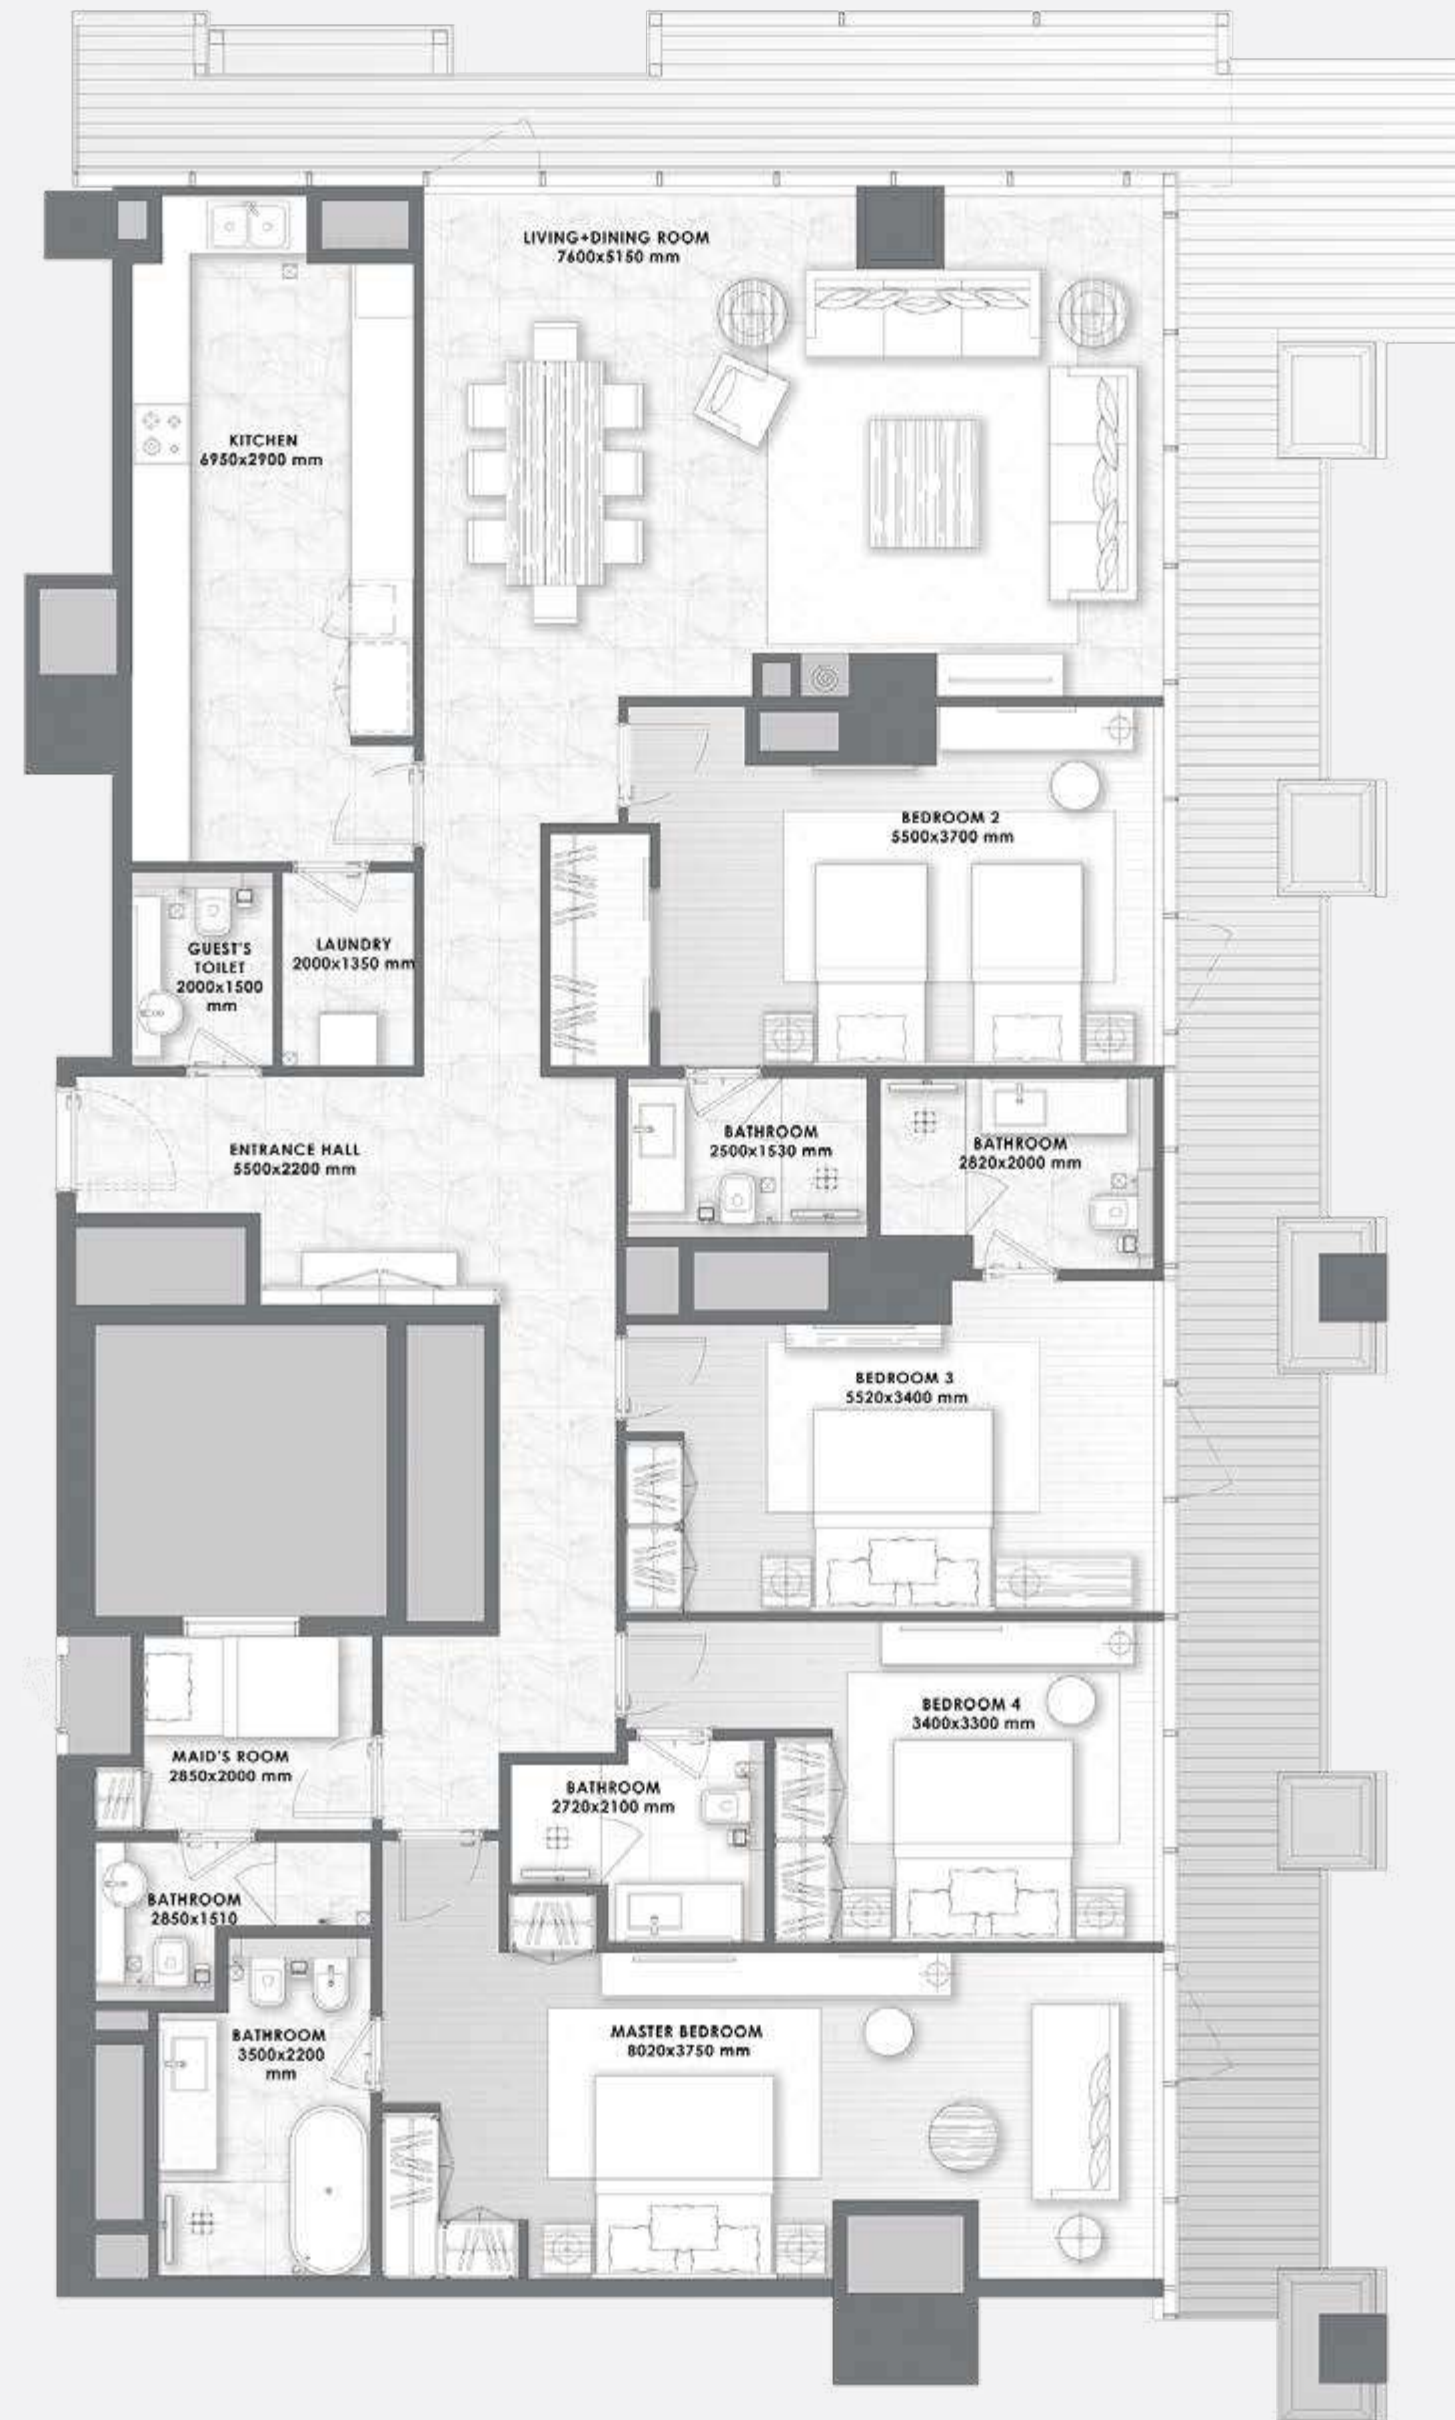 LIVING+DINING ROOM
7600x5150 mm
KITCHEN
6950x2900 mm
BEDROOM 2
5500x3700 mm
GUEST'S
TOILET
2000x1500
mm
LAUNDRY
2000x1350 mm
ENTRANCE HALL
5500x2200 mm
BATHROOM
2500x1530 mm
BATHROOM
2820x2000 mm
BEDROOM 3
5520x3400 mm
BEDROOM 4
3400x3300 mm
MAID'S ROOM
2850x2000 mm
BATHROOM
2720x2100 mm
BATHROOM
2850x1510
BATHROOM
3500x2200
mm
MASTER BEDROOM
8020x3750 mm